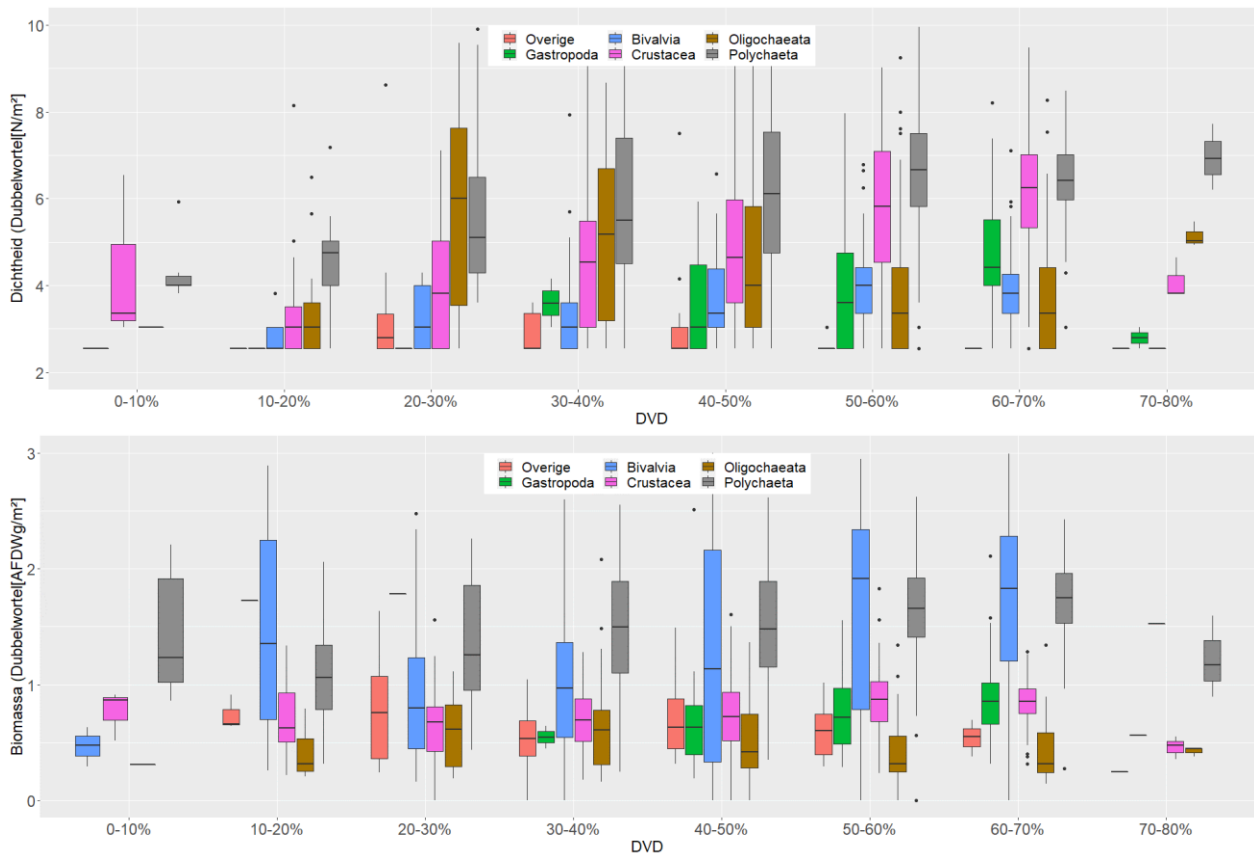 Dichtheid (Dubbelwortel[N/m²]
10
8
6
4
2
Overige Bivalvia Oligochaeata
Gastropoda Crustacea Polychaeta
0-10% 10-20% 20-30% 30-40% 40-50% 50-60% 60-70% 70-80%
DVD
Biomassa (Dubbelwortel[AFDWg/m²]
3
2
1
0
Overige Bivalvia Oligochaeata
Gastropoda Crustacea Polychaeta
0-10% 10-20% 20-30% 30-40% 40-50% 50-60% 60-70% 70-80%
DVD